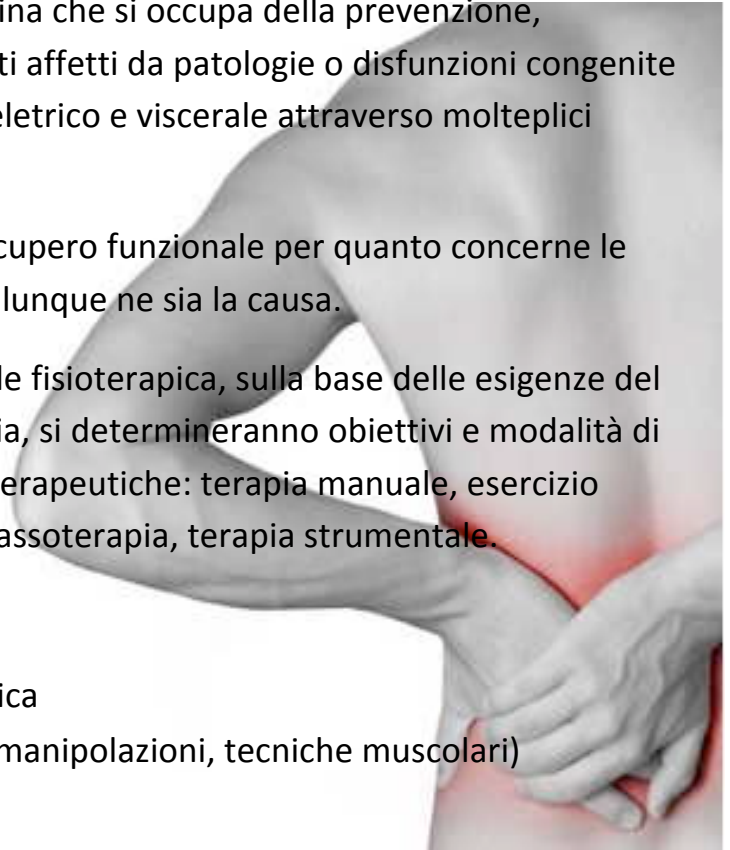 ina che si occupa della prevenzione,
ti affetti da patologie o disfunzioni congenite
eletrico e viscerale attraverso molteplici
cupero funzionale per quanto concerne le
lunque ne sia la causa.
le fisioterapica, sulla base delle esigenze del
ia, si determineranno obiettivi e modalità di
erapeutiche: terapia manuale, esercizio
assoterapia, terapia strumentale.
ica
manipolazioni, tecniche muscolari)